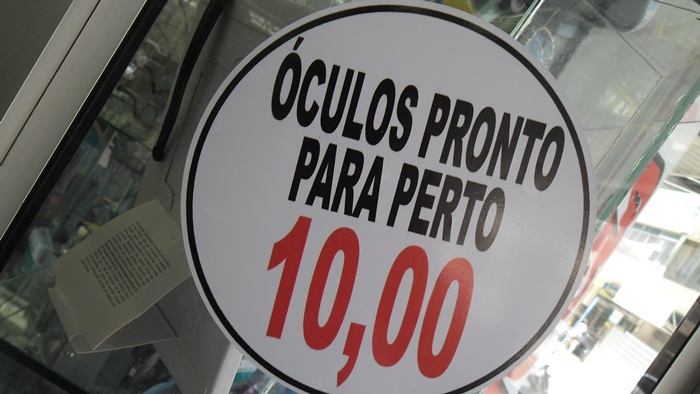 ÓCULOS PRONTO
PARA PERTO
10,00